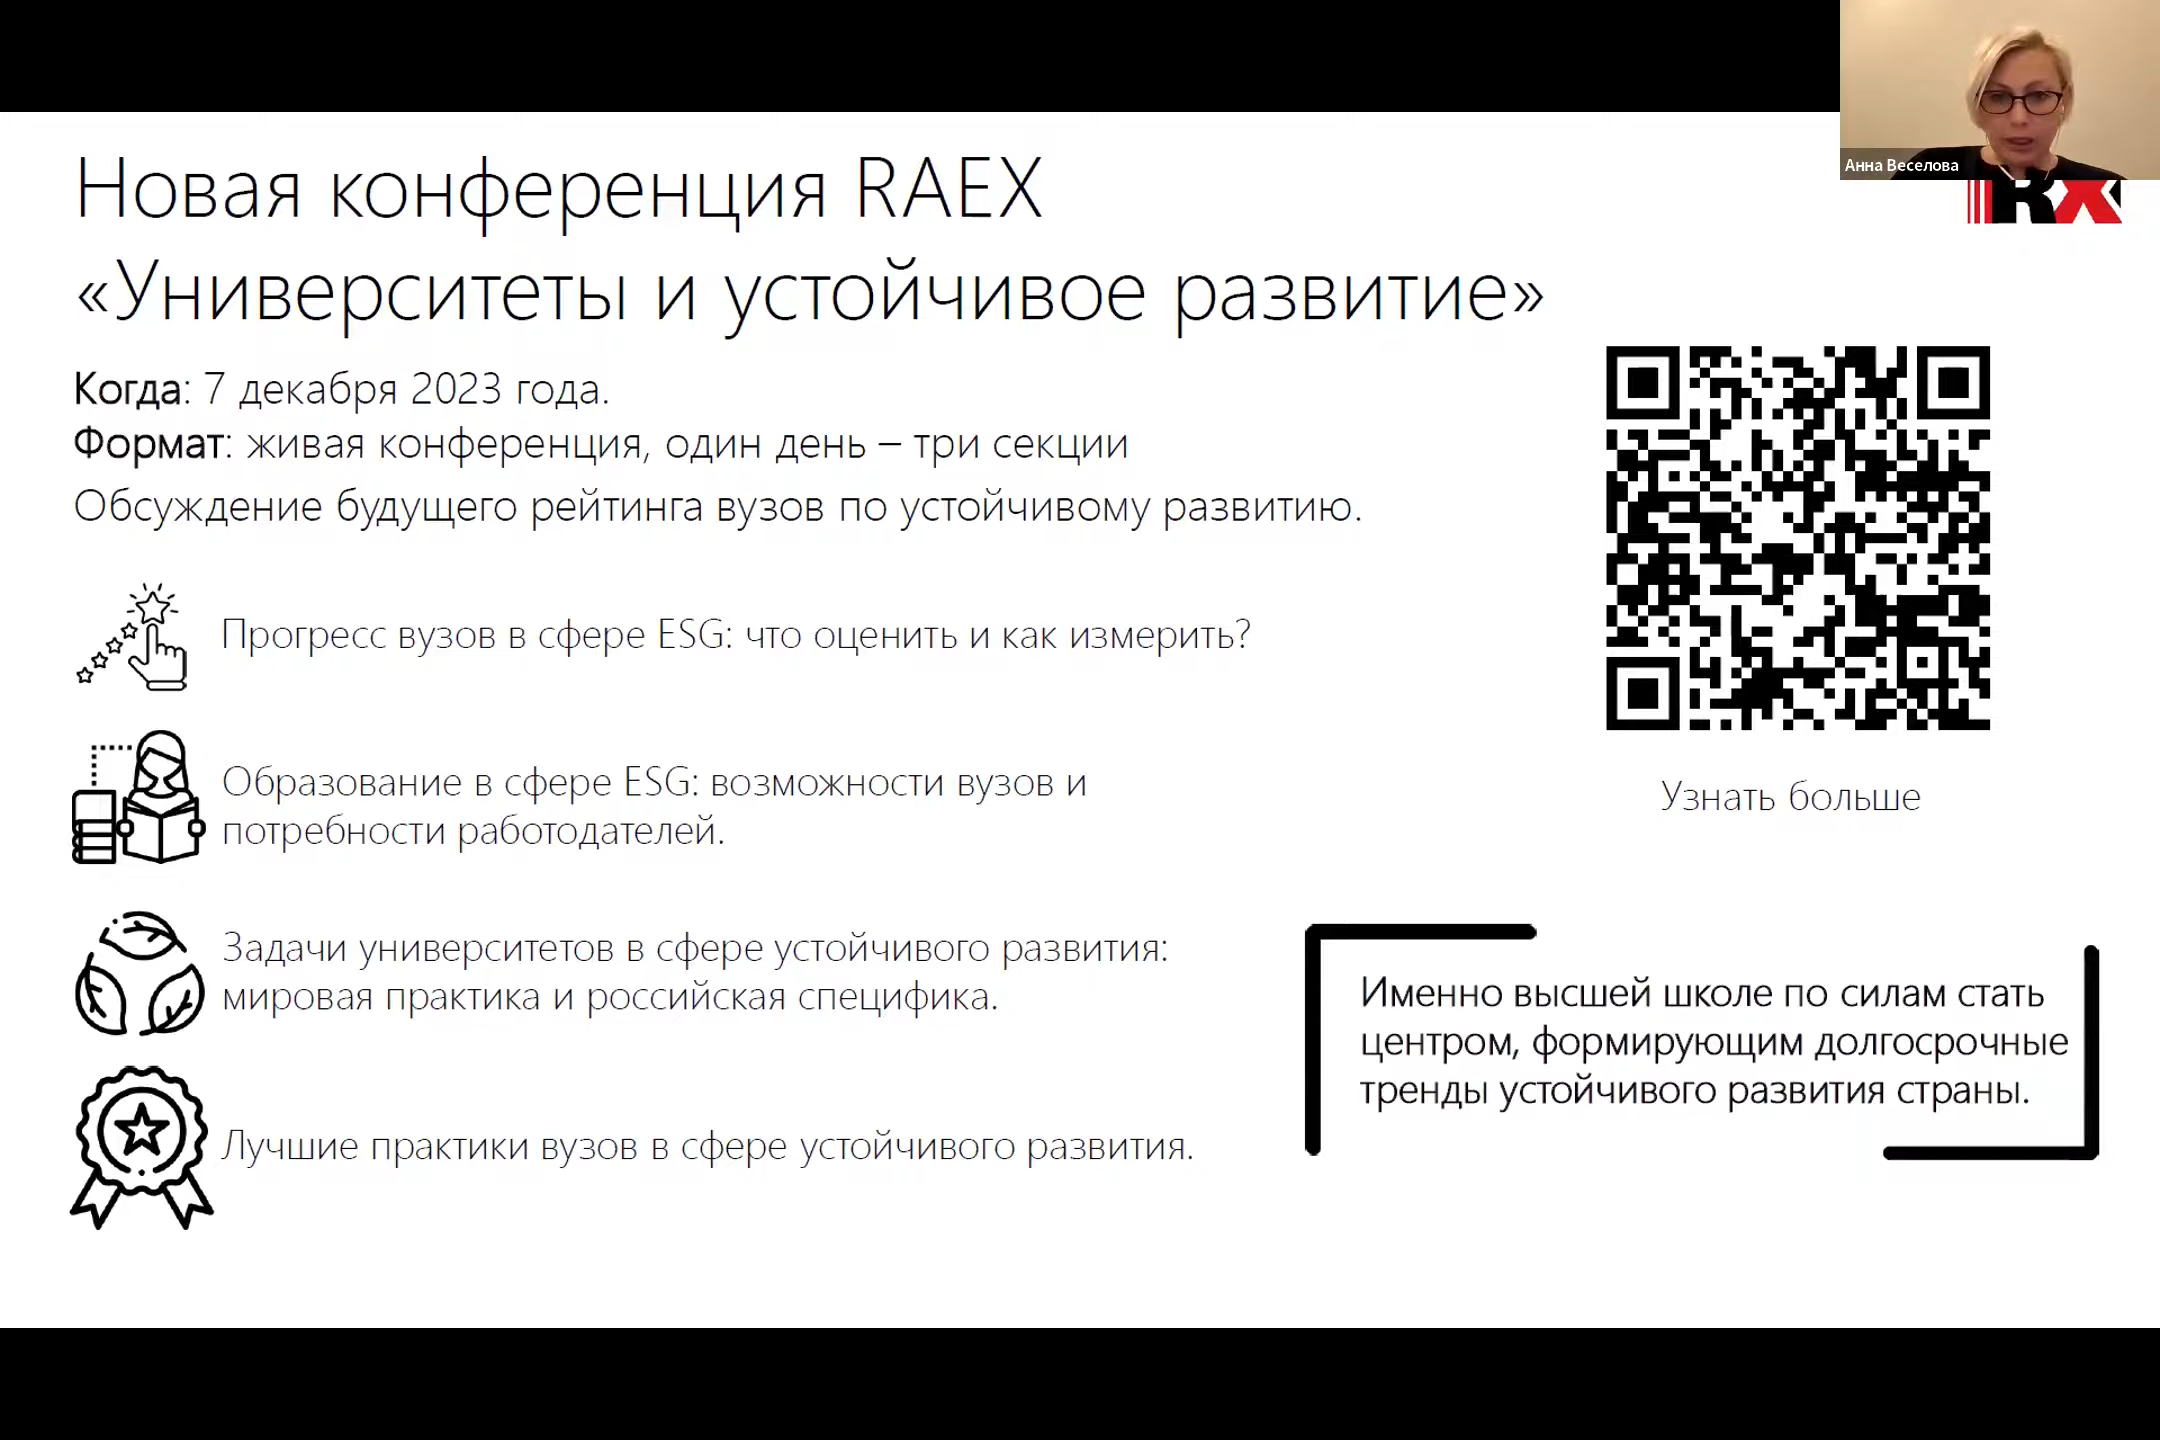 Анна Веселова
RX
Новая конференция RAEX
«Университеты и устойчивое развитие»
Когда: 7 декабря 2023 года.
Формат: живая конференция, один день – три секции
Обсуждение будущего рейтинга вузов по устойчивому развитию.
Прогресс вузов в сфере ESG: что оценить и как измерить?
Образование в сфере ESG: возможности вузов и
потребности работодателей.
Задачи университетов в сфере устойчивого развития:
мировая практика и российская специфика.
Лучшие практики вузов в сфере устойчивого развития.
Узнать больше
Именно высшей школе по силам стать
центром, формирующим долгосрочные
тренды устойчивого развития страны.